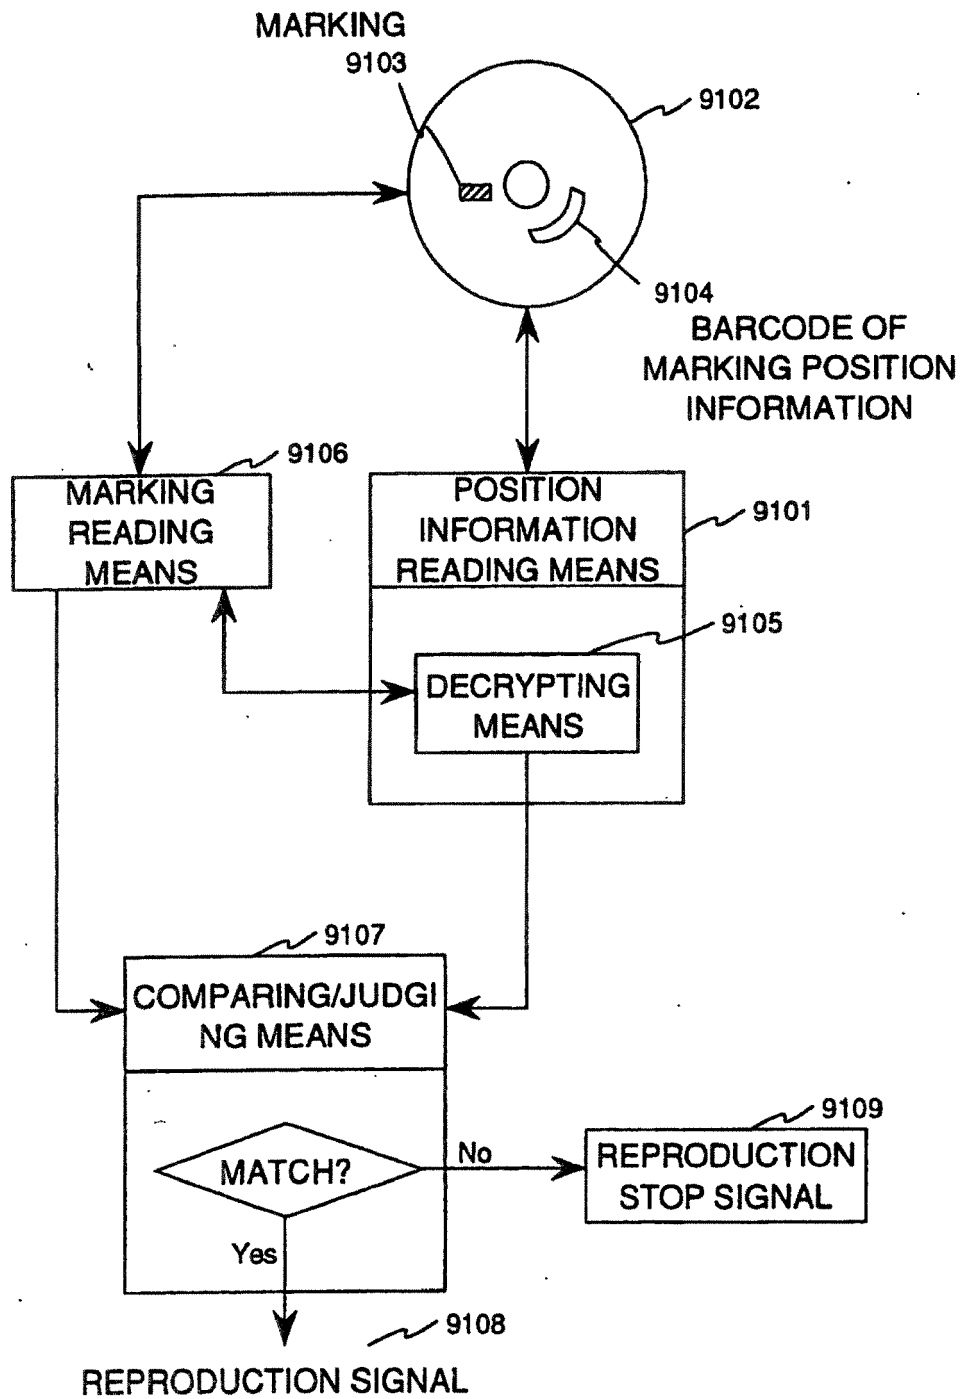 MARKING
9103
9102
9104
BARCODE OF
MARKING POSITION
INFORMATION
9106
MARKING
READING
MEANS
POSITION
INFORMATION
READING MEANS
9101
9105
DECRYPTING
MEANS
9107
COMPARING/JUDGI
NG MEANS
MATCH?
No
Yes
9109
REPRODUCTION
STOP SIGNAL
9108
REPRODUCTION SIGNAL